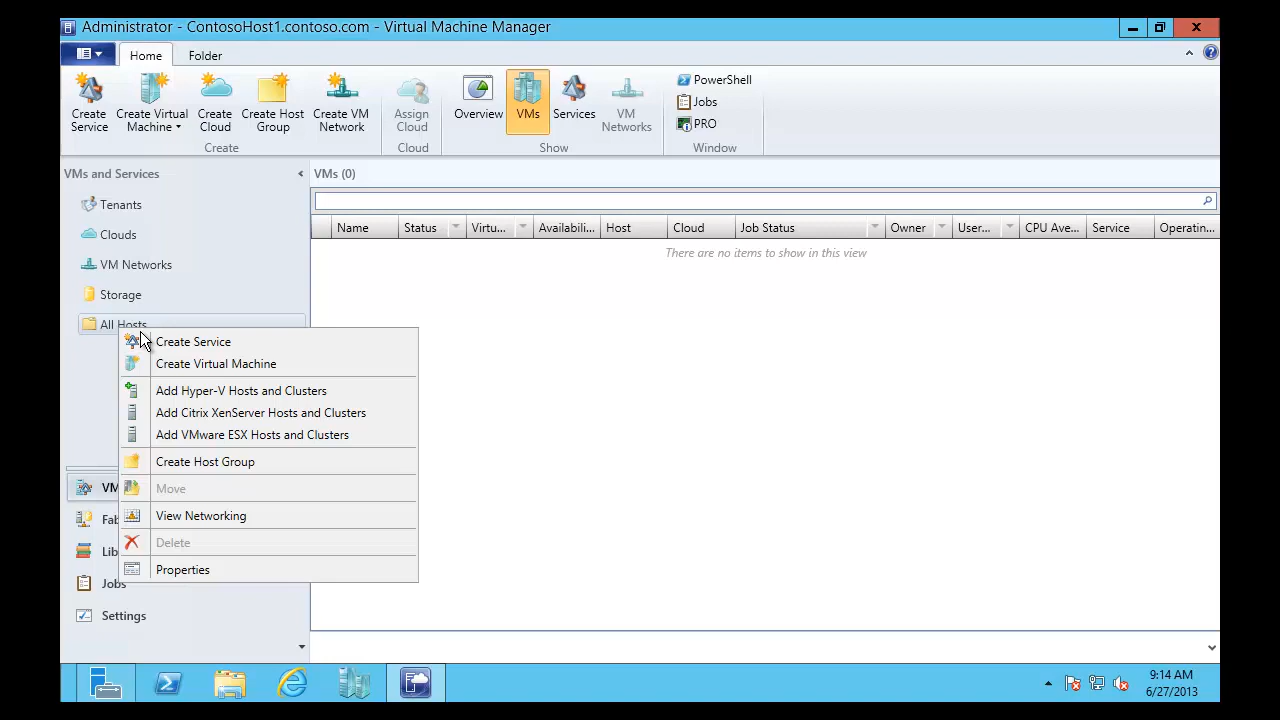 Administrator - ContosoHost1.contoso.com - Virtual Machine Manager
Home Folder
Create Service
Create Virtual Machine
Create Cloud
Create Host Group
Create VM Network
Assign Cloud
Overview
VMs
Services
VM Networks
PowerShell
Jobs
PRO
Create Cloud Show Window
VMs and Services
VMs (0)
Tenants
Clouds
VM Networks
Storage
All Hosts
Name Status Virtu... Availabili... Host Cloud Job Status Owner User... CPU Ave... Service Operatin...
There are no items to show in this view
Create Service
Create Virtual Machine
Add Hyper-V Hosts and Clusters
Add Citrix XenServer Hosts and Clusters
Add VMware ESX Hosts and Clusters
Create Host Group
Move
View Networking
Delete
Properties
VM
Fab
Lib
Jobs
Settings
9:14 AM
6/27/2013